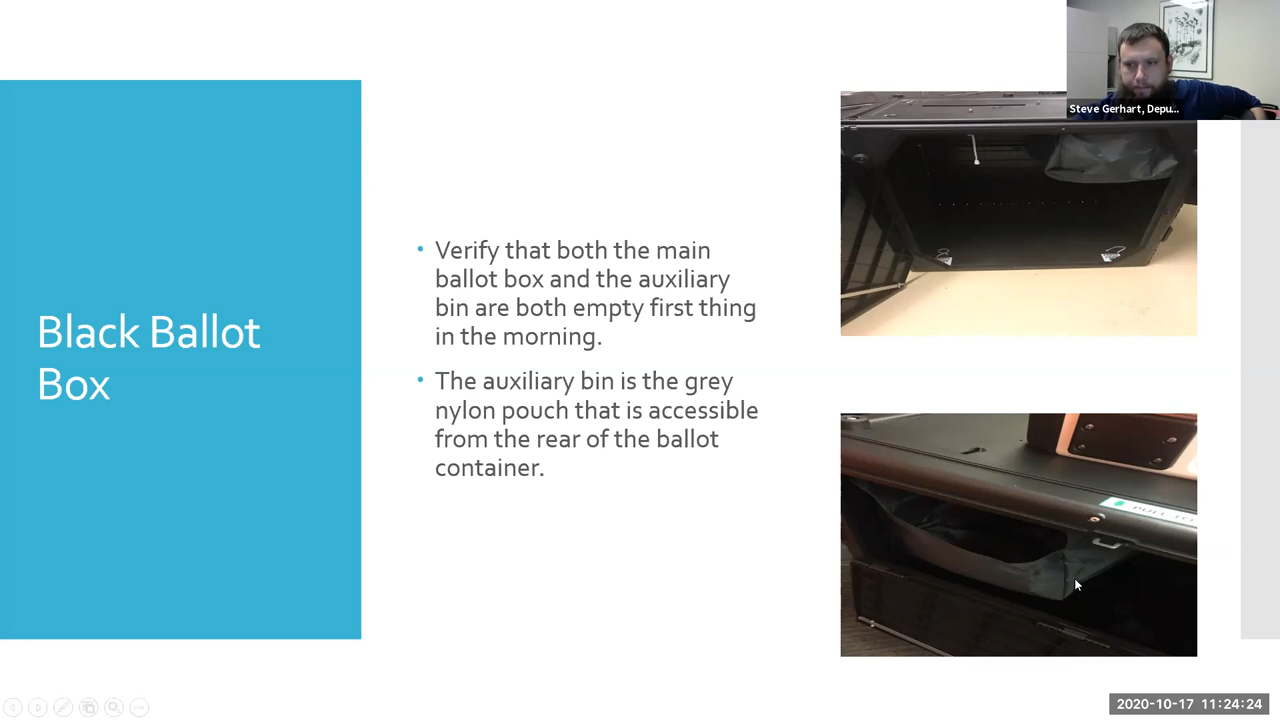 Steve Gerhart, Depu...
Black Ballot
Box
• Verify that both the main
ballot box and the auxiliary
bin are both empty first thing
in the morning.
• The auxiliary bin is the grey
nylon pouch that is accessible
from the rear of the ballot
container.
PULL TO
2020-10-17 11:24:24